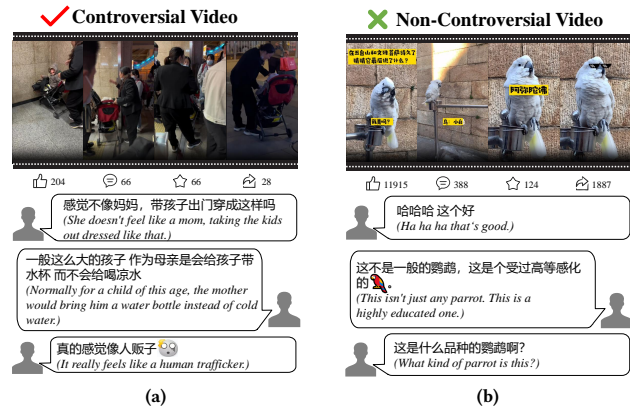 Controversial Video
204
66
66
28
感觉不像妈妈，带孩子出门穿成这样吗
(She doesn't feel like a mom, taking the kids
out dressed like that.)
一般这么大的孩子 作为母亲是会给孩子带
水杯 而不会给喝凉水
(Normally for a child of this age, the mother
would bring him a water bottle instead of cold
water.)
真的感觉像人贩子
(It really feels like a human trafficker.)
(a)
Non-Controversial Video
阿弥陀佛
11915
388
124
1887
哈哈哈 这个好
(Ha ha ha that's good.)
这不是一般的鹦鹉，这是个受过高等感化
的🦜。
(This isn't just any parrot. This is a
highly educated one.)
这是什么品种的鹦鹉啊?
(What kind of parrot is this?)
(b)